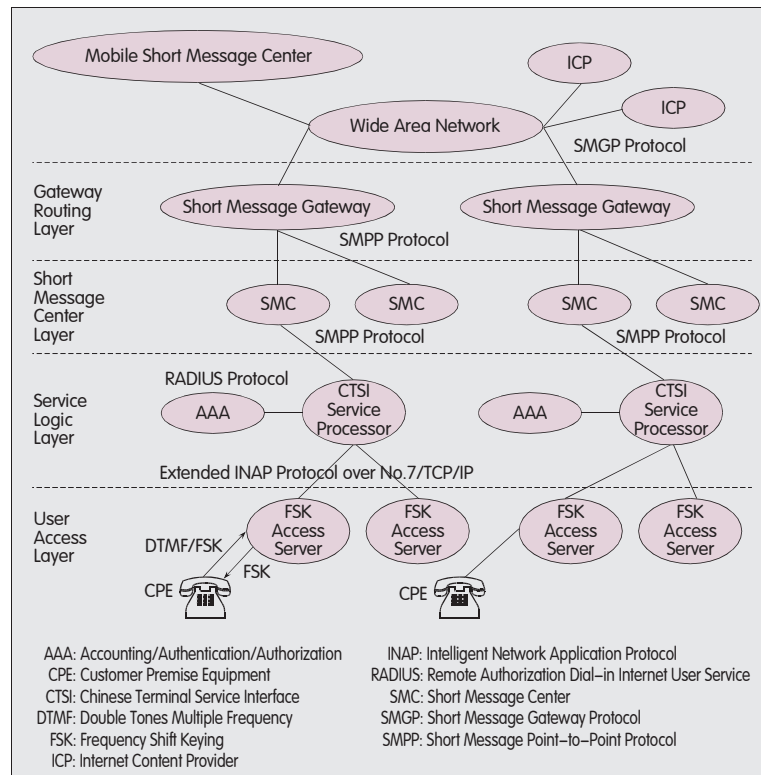 Mobile Short Message Center
ICP
ICP
Wide Area Network
SMGP Protocol
Gateway
Routing
Layer
Short Message Gateway
Short Message Gateway
SMPP Protocol
Short
Message
Center
Layer
SMC
SMC
SMC
SMC
SMPP Protocol
SMPP Protocol
RADIUS Protocol
Service
Logic
Layer
AAA
CTSI
Service
Processor
AAA
CTSI
Service
Processor
Extended INAP Protocol over No.7/TCP/IP
User
Access
Layer
FSK
Access
Server
FSK
Access
Server
FSK
Access
Server
FSK
Access
Server
DTMF/FSK
FSK
CPE
CPE
AAA: Accounting/Authentication/Authorization
CPE: Customer Premise Equipment
CTSI: Chinese Terminal Service Interface
DTMF: Double Tones Multiple Frequency
FSK: Frequency Shift Keying
ICP: Internet Content Provider
INAP: Intelligent Network Application Protocol
RADIUS: Remote Authorization Dial-in Internet User Service
SMC: Short Message Center
SMGP: Short Message Gateway Protocol
SMPP: Short Message Point-to-Point Protocol